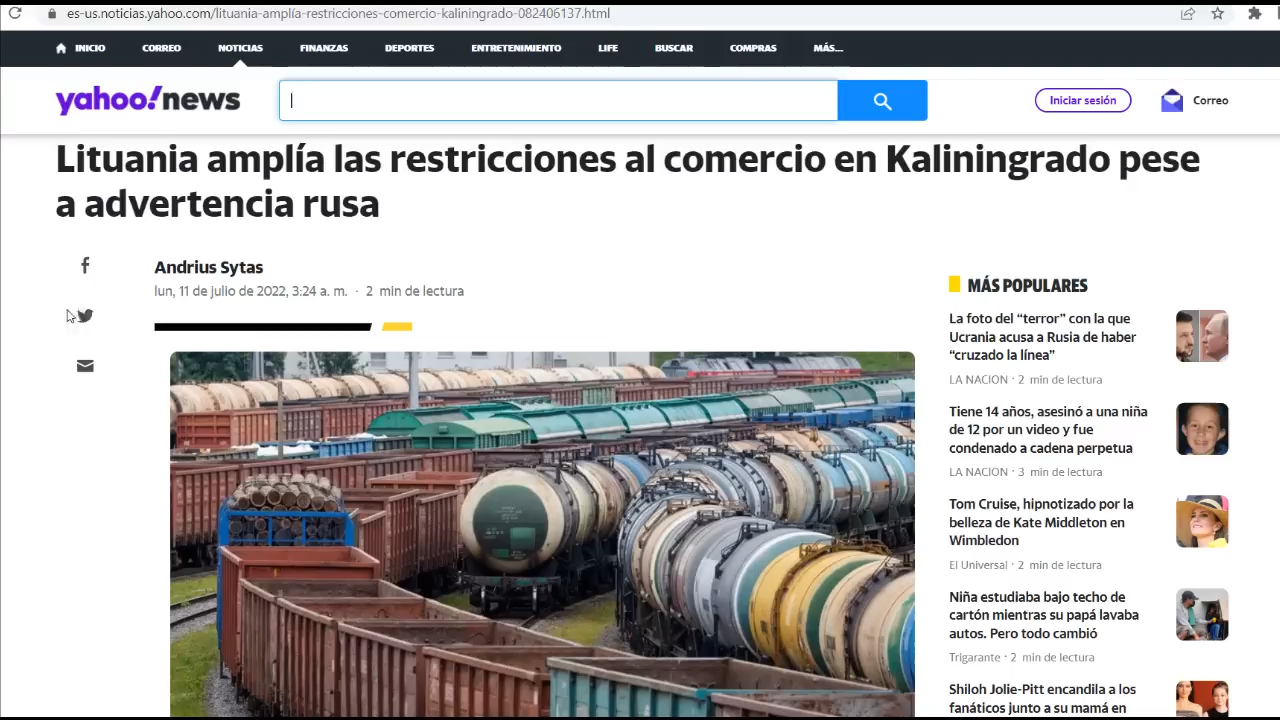 es-us.noticias.yahoo.com/lituania-amplía-restricciones-comercio-kaliningrado-082406137.html
INICIO CORREO NOTICIAS FINANZAS DEPORTES ENTRETENIMIENTO LIFE BUSCAR COMPRAS MÁS...
yahoo!news
Iniciar sesión
Correo
Lituania amplía las restricciones al comercio en Kaliningrado pese
a advertencia rusa
Andrius Sytas
lun, 11 de julio de 2022, 3:24 a. m. · 2 min de lectura
MÁS POPULARES
La foto del “terror” con la que
Ucrania acusa a Rusia de haber
“cruzado la línea”
LA NACION · 2 min de lectura
Tiene 14 años, asesinó a una niña
de 12 por un video y fue
condenado a cadena perpetua
LA NACION · 3 min de lectura
Tom Cruise, hipnotizado por la
belleza de Kate Middleton en
Wimbledon
El Universal · 2 min de lectura
Niña estudiaba bajo techo de
cartón mientras su papá lavaba
autos. Pero todo cambió
Trigarante · 2 min de lectura
Shiloh Jolie-Pitt encandila a los
fanáticos junto a su mamá en